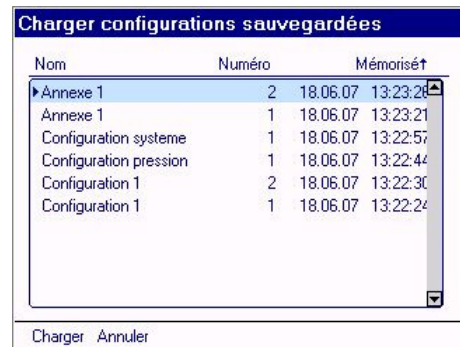 Charger configurations sauvegardées
Nom Numéro Mémorisé↑
Annexe 1 2 18.06.07 13:23:26
Annexe 1 1 18.06.07 13:23:21
Configuration systeme 1 18.06.07 13:22:57
Configuration pression 1 18.06.07 13:22:44
Configuration 1 2 18.06.07 13:22:30
Configuration 1 1 18.06.07 13:22:24
Charger Annuler